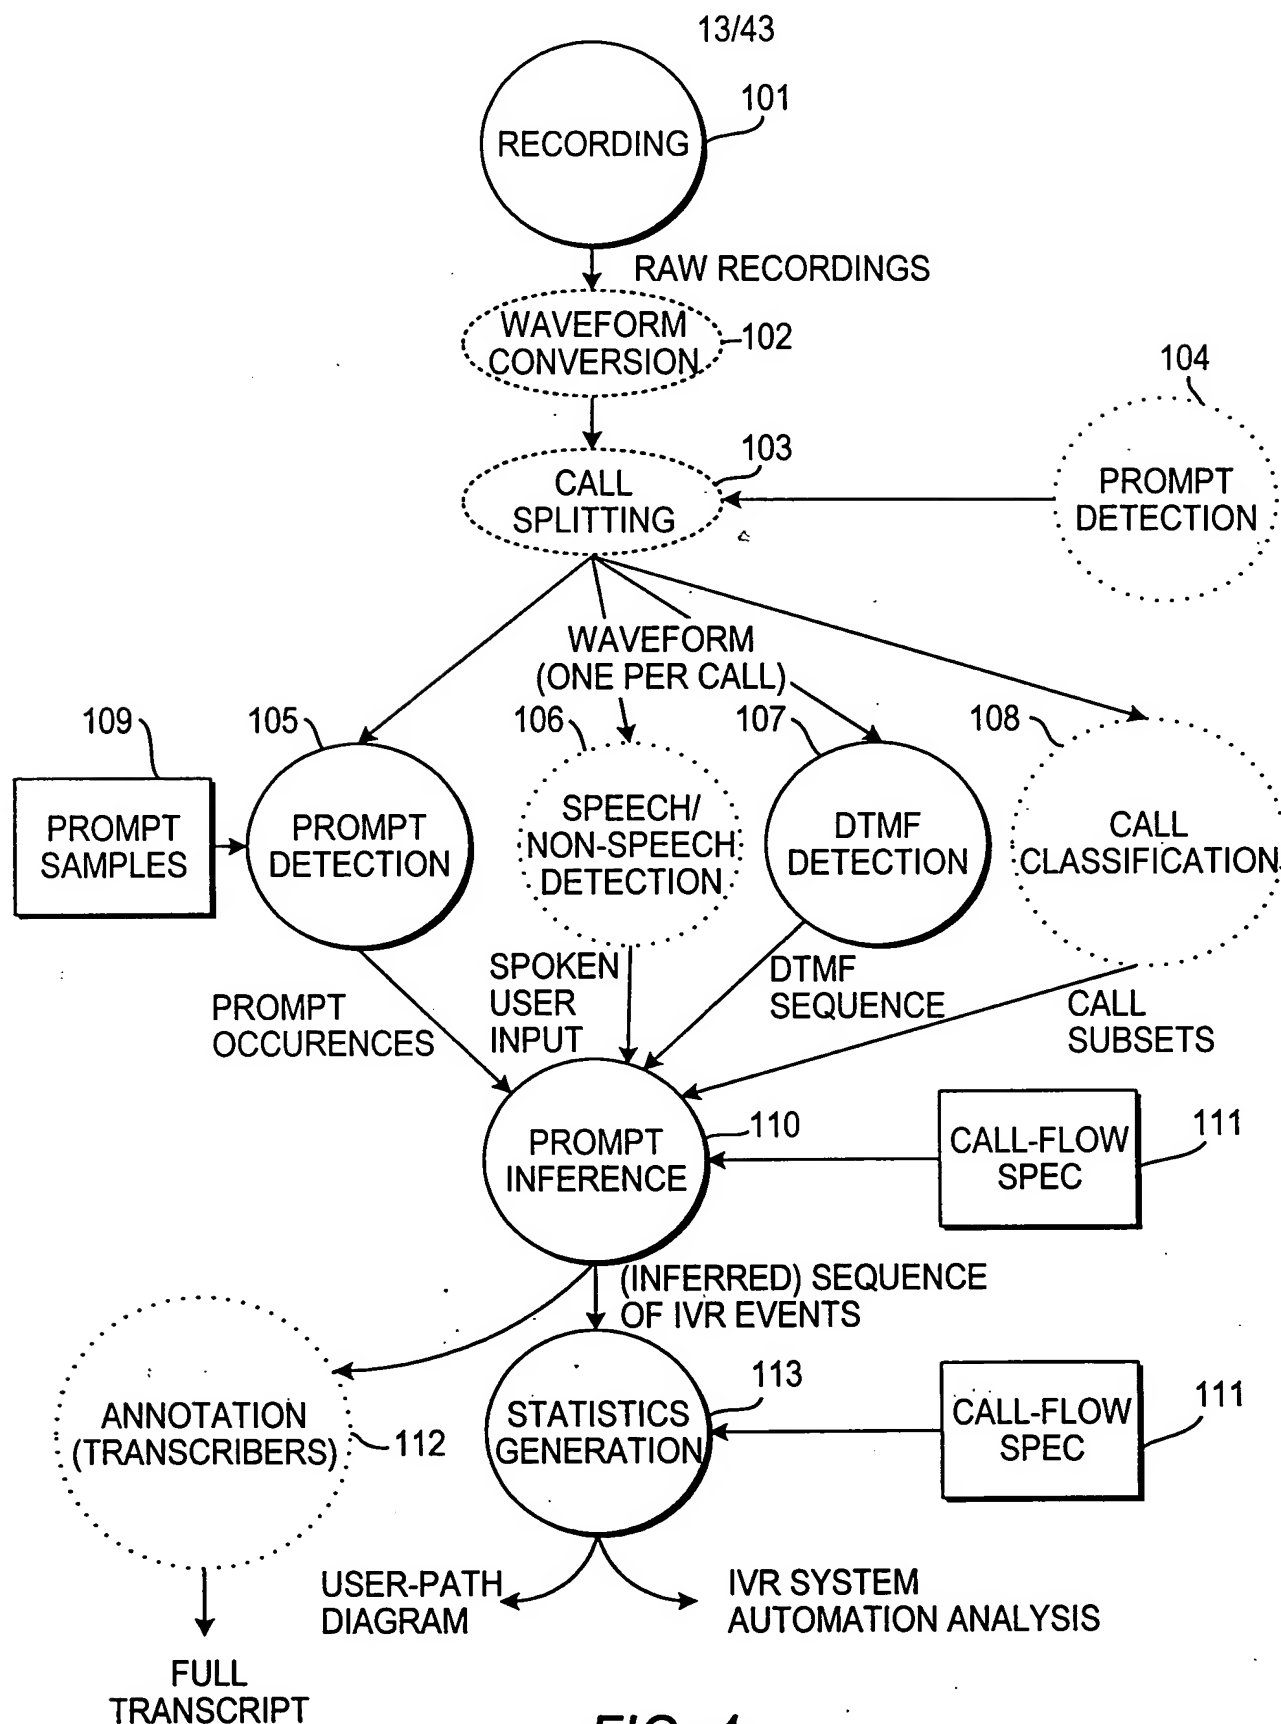 13/43
101
RECORDING
RAW RECORDINGS
WAVEFORM
CONVERSION
102
104
103
CALL
SPLITTING
PROMPT
DETECTION
WAVEFORM
(ONE PER CALL)
109
105
106
107
108
PROMPT
SAMPLES
PROMPT
DETECTION
SPEECH/
NON-SPEECH
DETECTION
DTMF
DETECTION
CALL
CLASSIFICATION
PROMPT
OCCURENCES
SPOKEN
USER
INPUT
DTMF
SEQUENCE
CALL
SUBSETS
PROMPT
INFERENCE
110
CALL-FLOW
SPEC
111
(INFERRED) SEQUENCE
OF IVR EVENTS
ANNOTATION
(TRANSCRIBERS)
112
STATISTICS
GENERATION
113
CALL-FLOW
SPEC
111
USER-PATH
DIAGRAM
IVR SYSTEM
AUTOMATION ANALYSIS
FULL
TRANSCRIPT